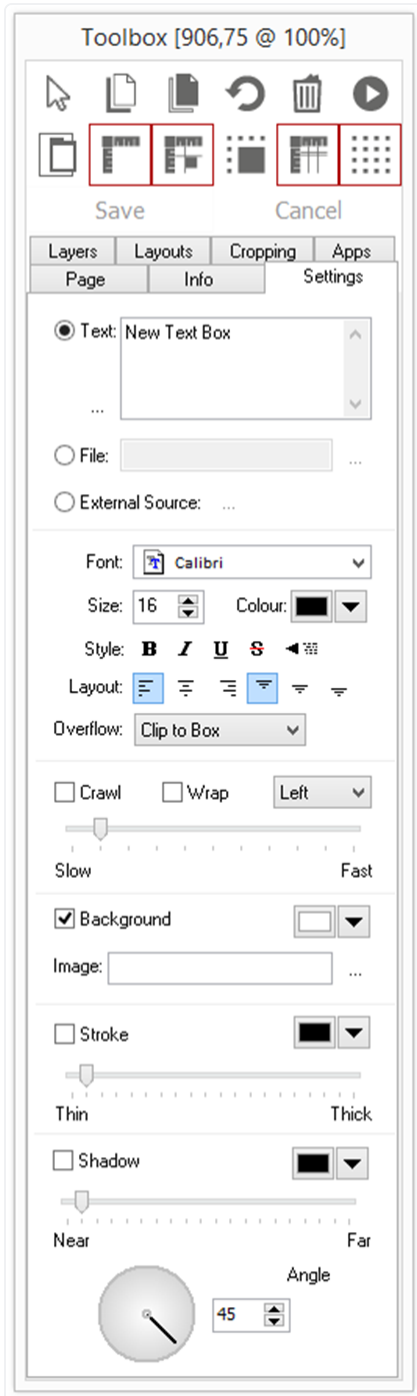 Toolbox [906,75 @ 100%]
Save Cancel
Layers Layouts Cropping Apps
Page Info Settings
Text: New Text Box
...
File: ...
External Source: ...
Font: Calibri
Size: 16 Colour:
Style: B I U S
Layout:
Overflow: Clip to Box
Crawl Wrap Left
Slow Fast
Background
Image: ...
Stroke
Thin Thick
Shadow
Near Far
Angle
45